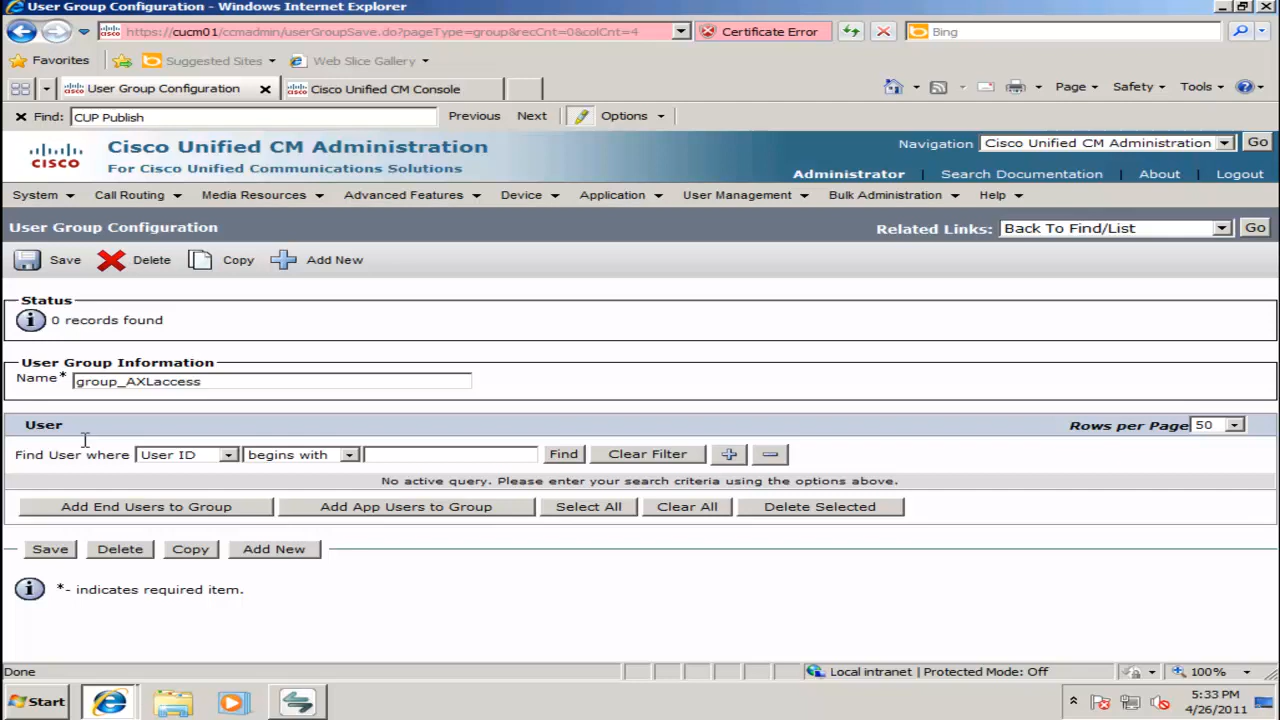 User Group Configuration - Windows Internet Explorer
https://cucm01/ccmadmin/userGroupSave.do?pageType=group&recCnt=0&colCnt=4 Certificate Error Bing
Favorites Suggested Sites Web Slice Gallery
User Group Configuration Cisco Unified CM Console Page Safety Tools
Find: CUP Publish Previous Next Options
CISCO
Cisco Unified CM Administration
For Cisco Unified Communications Solutions
Navigation Cisco Unified CM Administration Go
Administrator Search Documentation About Logout
System Call Routing Media Resources Advanced Features Device Application User Management Bulk Administration Help
User Group Configuration Related Links: Back To Find/List Go
Save Delete Copy Add New
Status
0 records found
User Group Information
Name* group_AXLaccess
User Rows per Page 50
Find User where User ID begins with Find Clear Filter
No active query. Please enter your search criteria using the options above.
Add End Users to Group Add App Users to Group Select All Clear All Delete Selected
Save Delete Copy Add New
*- indicates required item.
Done Local intranet | Protected Mode: Off 100%
Start 5:33 PM
4/26/2011